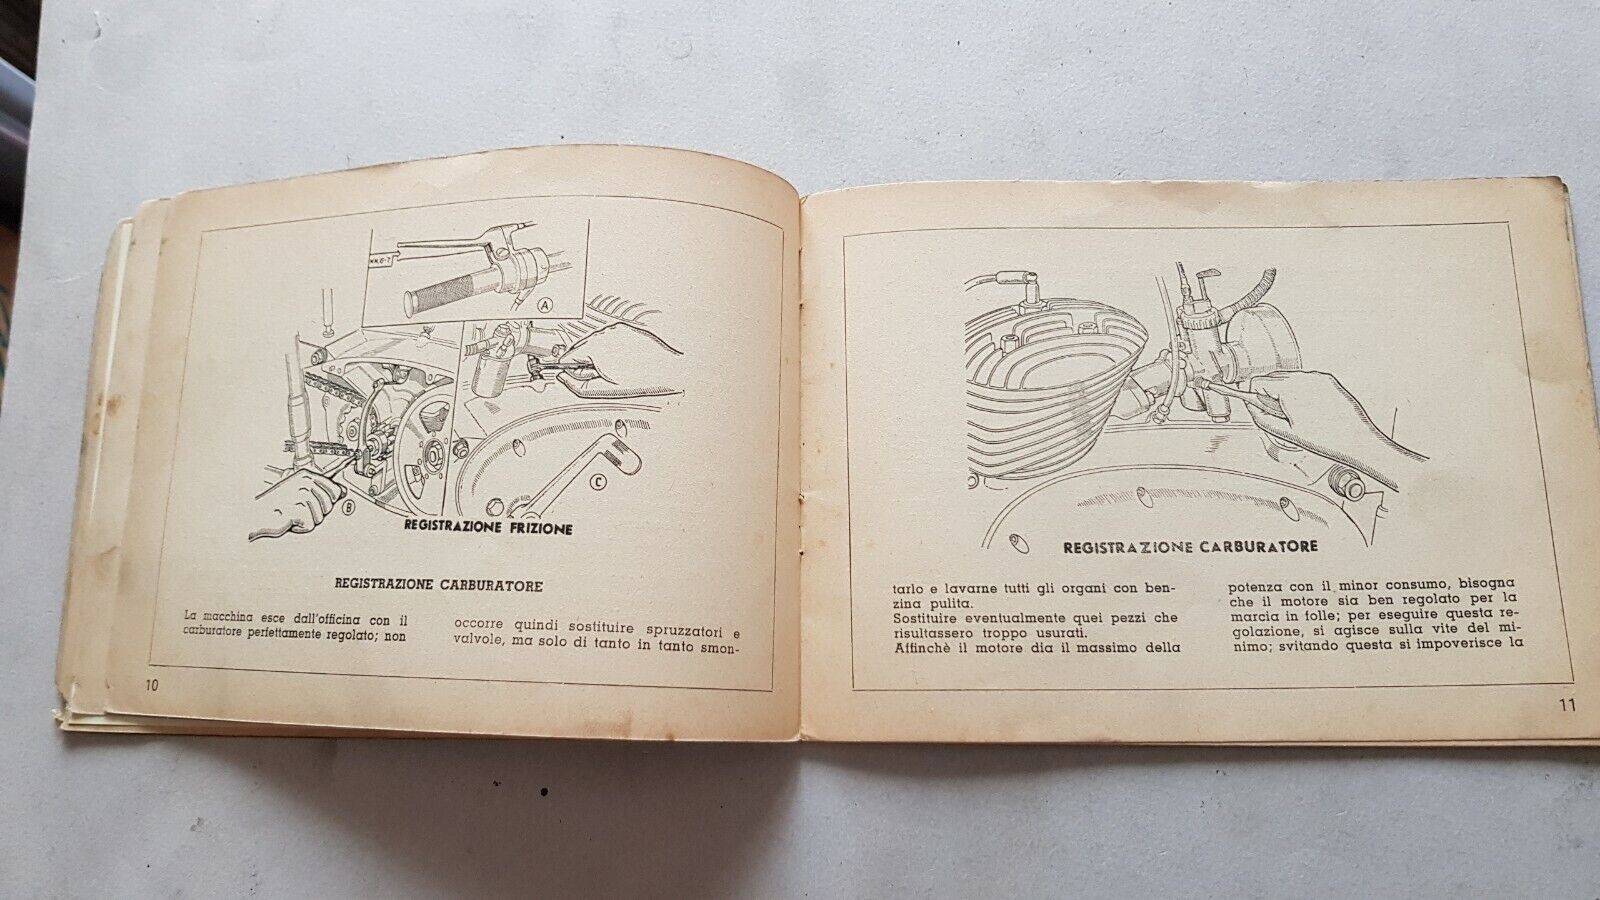 MM. 6-7
A
B
C
REGISTRAZIONE FRIZIONE
REGISTRAZIONE CARBURATORE
La macchina esce dall'officina con il
carburatore perfettamente regolato; non
occorre quindi sostituire spruzzatori e
valvole, ma solo di tanto in tanto smon-
10
REGISTRAZIONE CARBURATORE
tarlo e lavarne tutti gli organi con ben-
zina pulita.
Sostituire eventualmente quei pezzi che
risultassero troppo usurati.
Affinchè il motore dia il massimo della
potenza con il minor consumo, bisogna
che il motore sia ben regolato per la
marcia in folle; per eseguire questa re-
golazione, si agisce sulla vite del mi-
nimo; svitando questa si impoverisce la
11